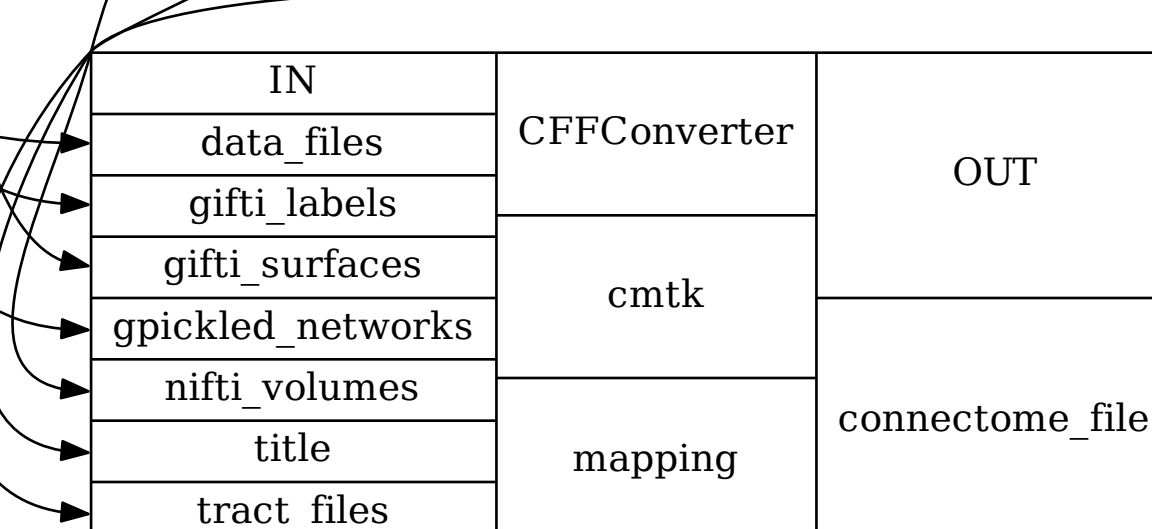 IN
data_files
gifti_labels
gifti_surfaces
gpickled_networks
nifti_volumes
title
tract_files
CFFConverter
cmtk
mapping
OUT
connectome_file